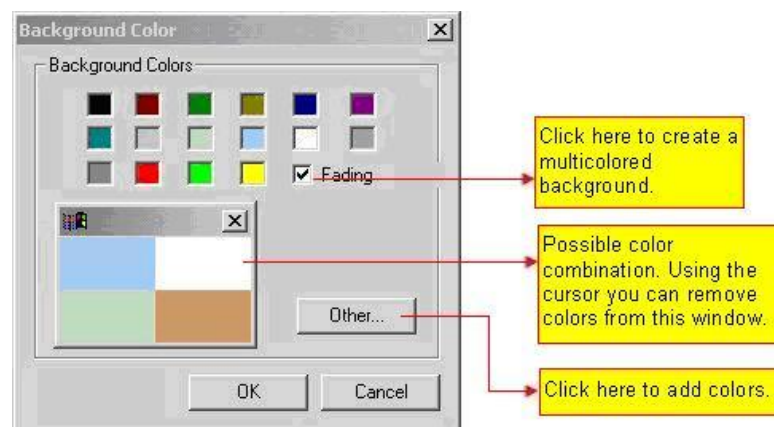 Background Color
Background Colors
Fading
Other...
OK
Cancel
Click here to create a
multicolored
background.
Possible color
combination. Using the
cursor you can remove
colors from this window.
Click here to add colors.